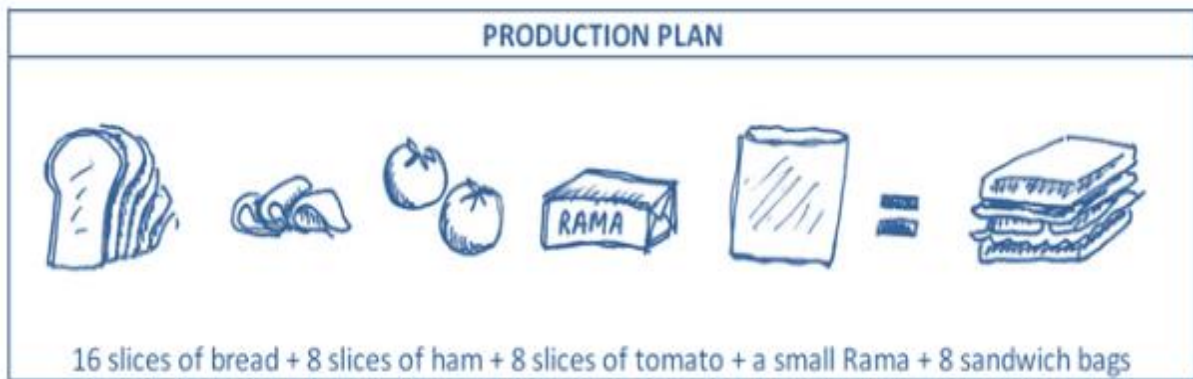 PRODUCTION PLAN
RAMA
16 slices of bread + 8 slices of ham + 8 slices of tomato + a small Rama + 8 sandwich bags